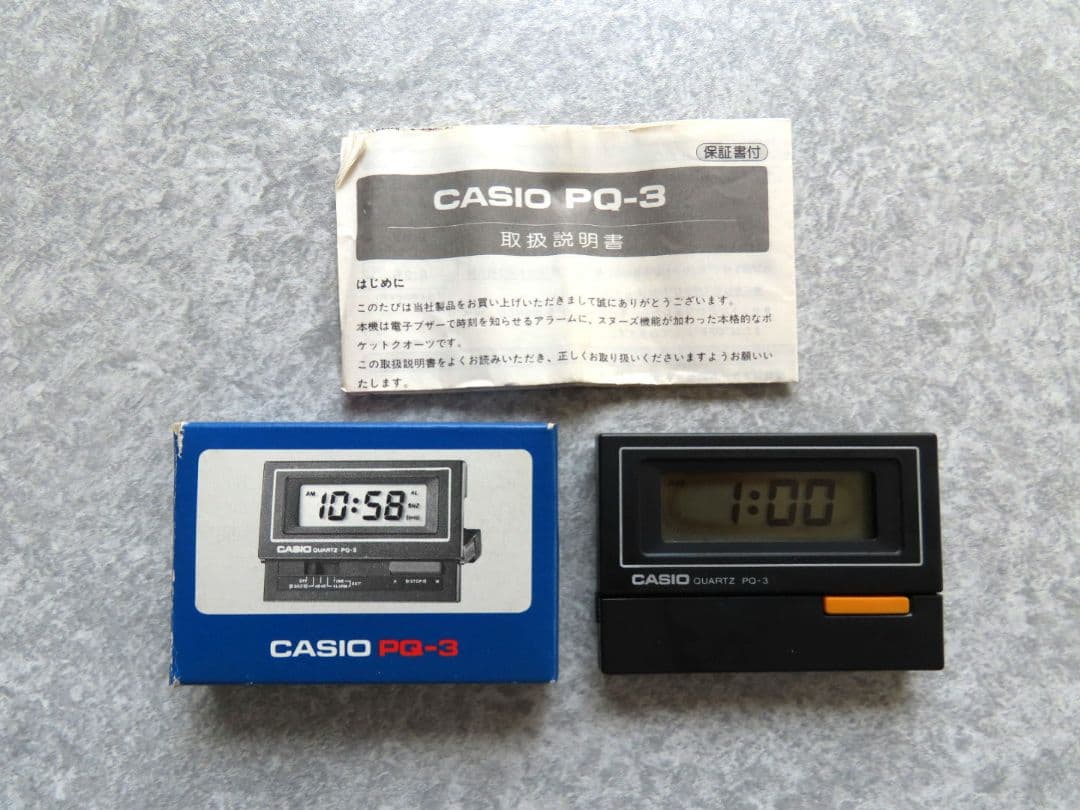 保証書付
CASIO PQ-3
取扱説明書
はじめに
このたびは当社製品をお買い上げいただきまして誠にありがとうございます。
本機は電子ブザーで時刻を知らせるアラームに、スヌーズ機能が加わった本格的なポ
ケットクオーツです。
この取扱説明書をよくお読みいただき、正しくお取り扱いくださいますようお願いい
たします。
AM 10:58 AL
SNZ
CASIO QUARTZ PQ-3
CASIO PQ-3
AM 1:00
CASIO QUARTZ PQ-3